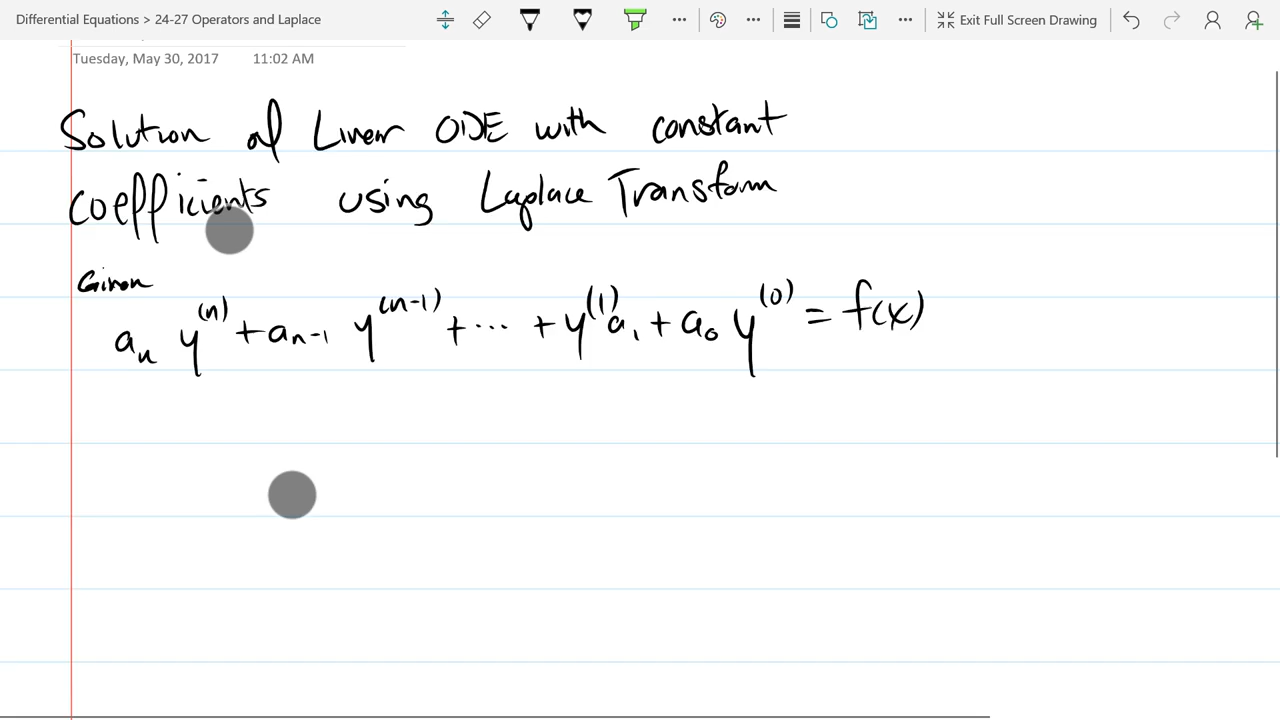 Differential Equations > 24-27 Operators and Laplace
Exit Full Screen Drawing
Tuesday, May 30, 2017 11:02 AM
Solution of Linear ODE with constant
coefficients using Laplace Transform
Given
aₙ y⁽ⁿ⁾ + aₙ₋₁ y⁽ⁿ⁻¹⁾ + ⋯ + y⁽¹⁾a₁ + a₀ y⁽⁰⁾ = f(x)